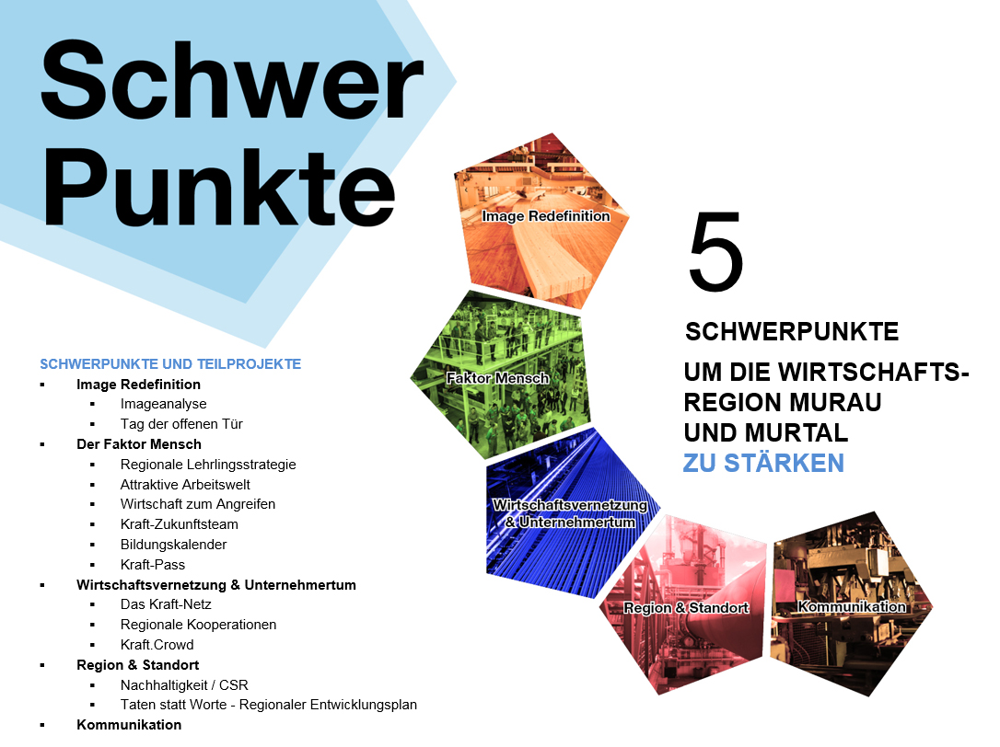 Schwer
Punkte
Image Redefinition
Faktor Mensch
Wirtschaftsvernetzung
& Unternehmertum
Region & Standort
Kommunikation
5
SCHWERPUNKTE
UM DIE WIRTSCHAFTS-
REGION MURAU
UND MURTAL
ZU STÄRKEN
SCHWERPUNKTE UND TEILPROJEKTE
▪ Image Redefinition
▪ Imageanalyse
▪ Tag der offenen Tür
▪ Der Faktor Mensch
▪ Regionale Lehrlingsstrategie
▪ Attraktive Arbeitswelt
▪ Wirtschaft zum Angreifen
▪ Kraft-Zukunftsteam
▪ Bildungskalender
▪ Kraft-Pass
▪ Wirtschaftsvernetzung & Unternehmertum
▪ Das Kraft-Netz
▪ Regionale Kooperationen
▪ Kraft.Crowd
▪ Region & Standort
▪ Nachhaltigkeit / CSR
▪ Taten statt Worte - Regionaler Entwicklungsplan
▪ Kommunikation